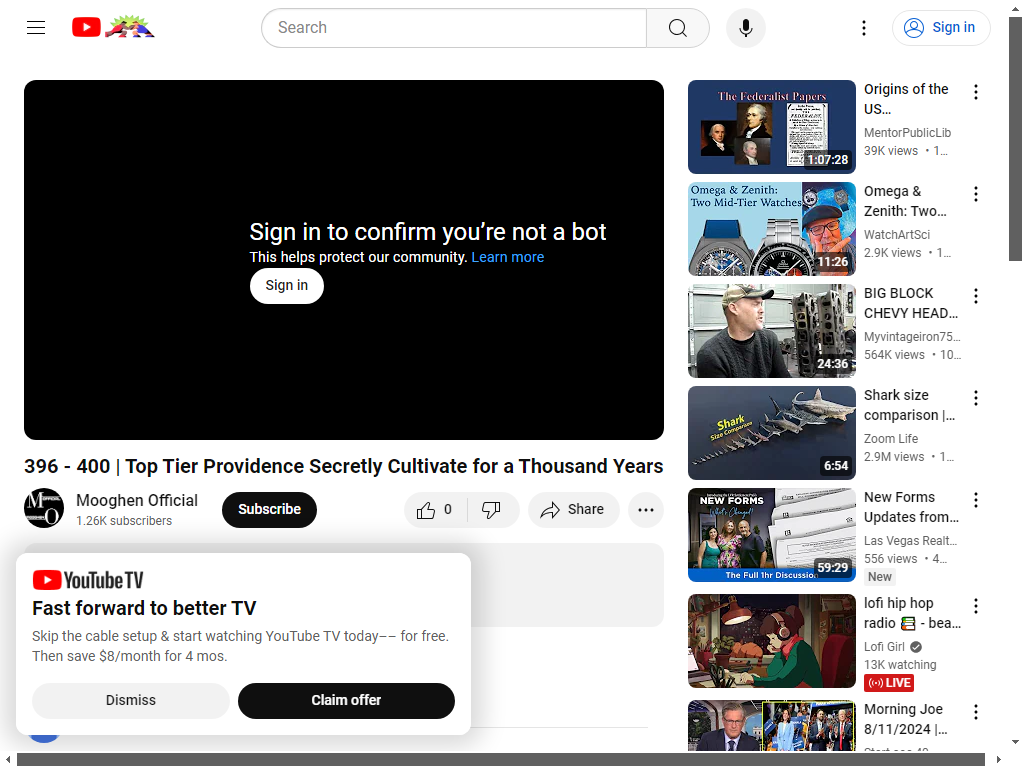 Search
Sign in
Sign in to confirm you’re not a bot
This helps protect our community. Learn more
Sign in
396 - 400 | Top Tier Providence Secretly Cultivate for a Thousand Years
Mooghen Official
1.26K subscribers
Subscribe
0
Share
YouTube TV
Fast forward to better TV
Skip the cable setup & start watching YouTube TV today–– for free.
Then save $8/month for 4 mos.
Dismiss
Claim offer
The Federalist Papers
1:07:28
Origins of the
US…
MentorPublicLib
39K views • 1…
Omega & Zenith:
Two Mid-Tier Watches
11:26
Omega &
Zenith: Two…
WatchArtSci
2.9K views • 1…
24:36
BIG BLOCK
CHEVY HEAD…
Myvintageiron75…
564K views • 10…
Shark
Size Comparison
6:54
Shark size
comparison |…
Zoom Life
2.9M views • 1…
NEW FORMS
What's Changed!
The Full 1hr Discussion
59:29
New Forms
Updates from…
Las Vegas Realt…
556 views • 4…
New
lofi hip hop
radio 📚 - bea…
Lofi Girl
13K watching
LIVE
Morning Joe
8/11/2024 |…